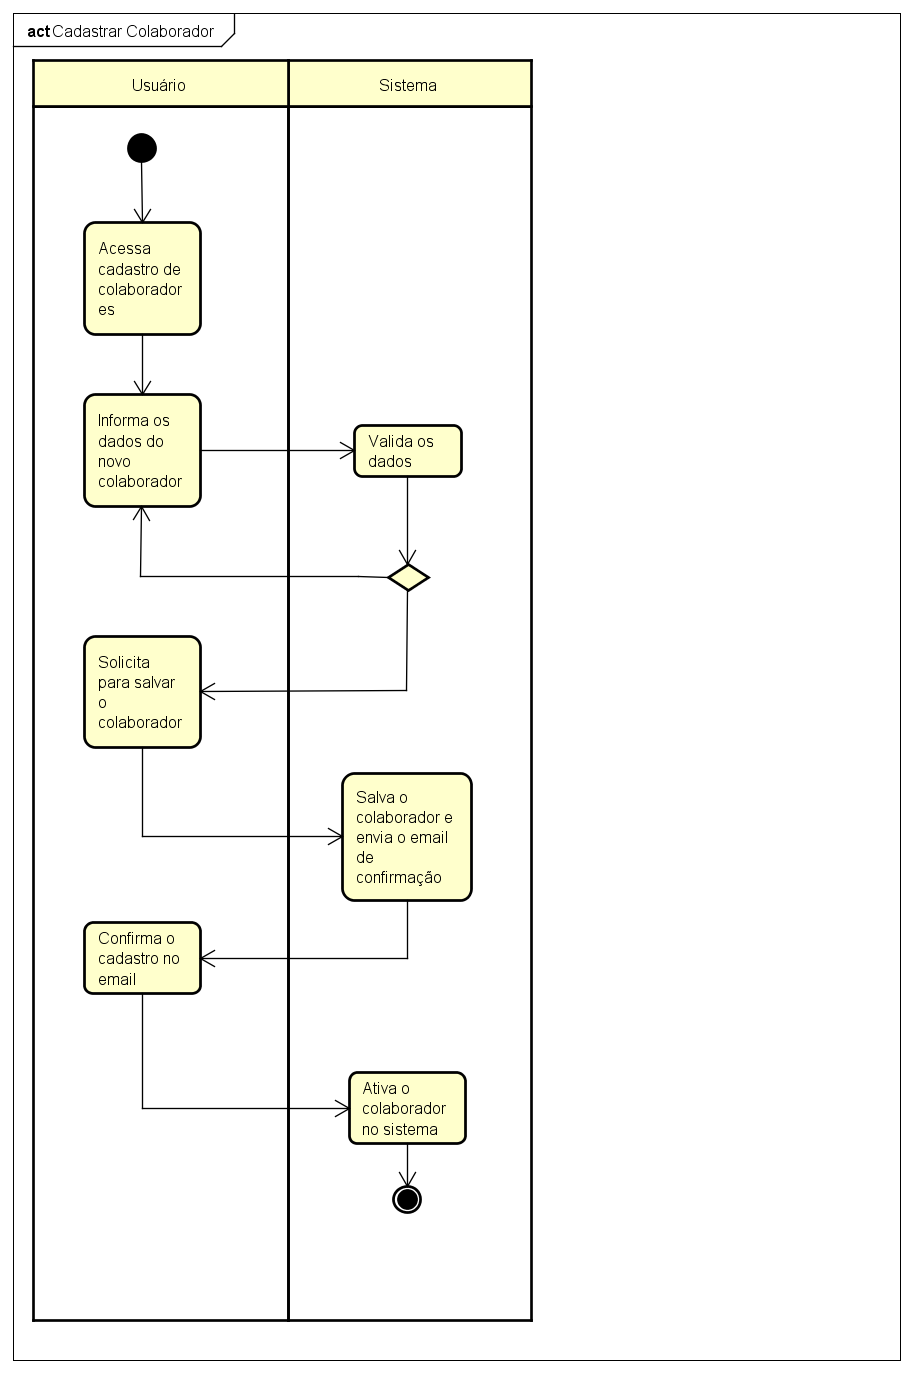 act Cadastrar Colaborador
Usuário
Sistema
Acessa
cadastro de
colaborador
es
Informa os
dados do
novo
colaborador
Valida os
dados
Solicita
para salvar
o
colaborador
Salva o
colaborador e
envia o email
de
confirmação
Confirma o
cadastro no
email
Ativa o
colaborador
no sistema